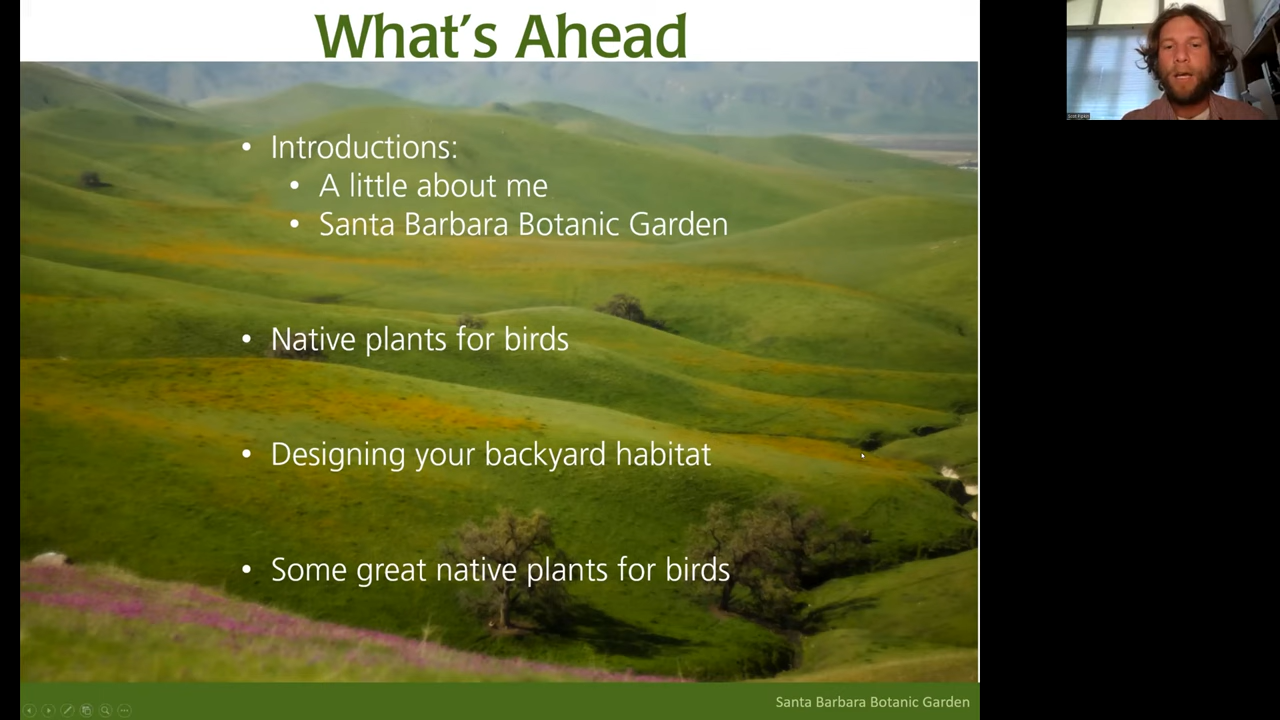 What's Ahead
• Introductions:
• A little about me
• Santa Barbara Botanic Garden
• Native plants for birds
• Designing your backyard habitat
• Some great native plants for birds
Santa Barbara Botanic Garden